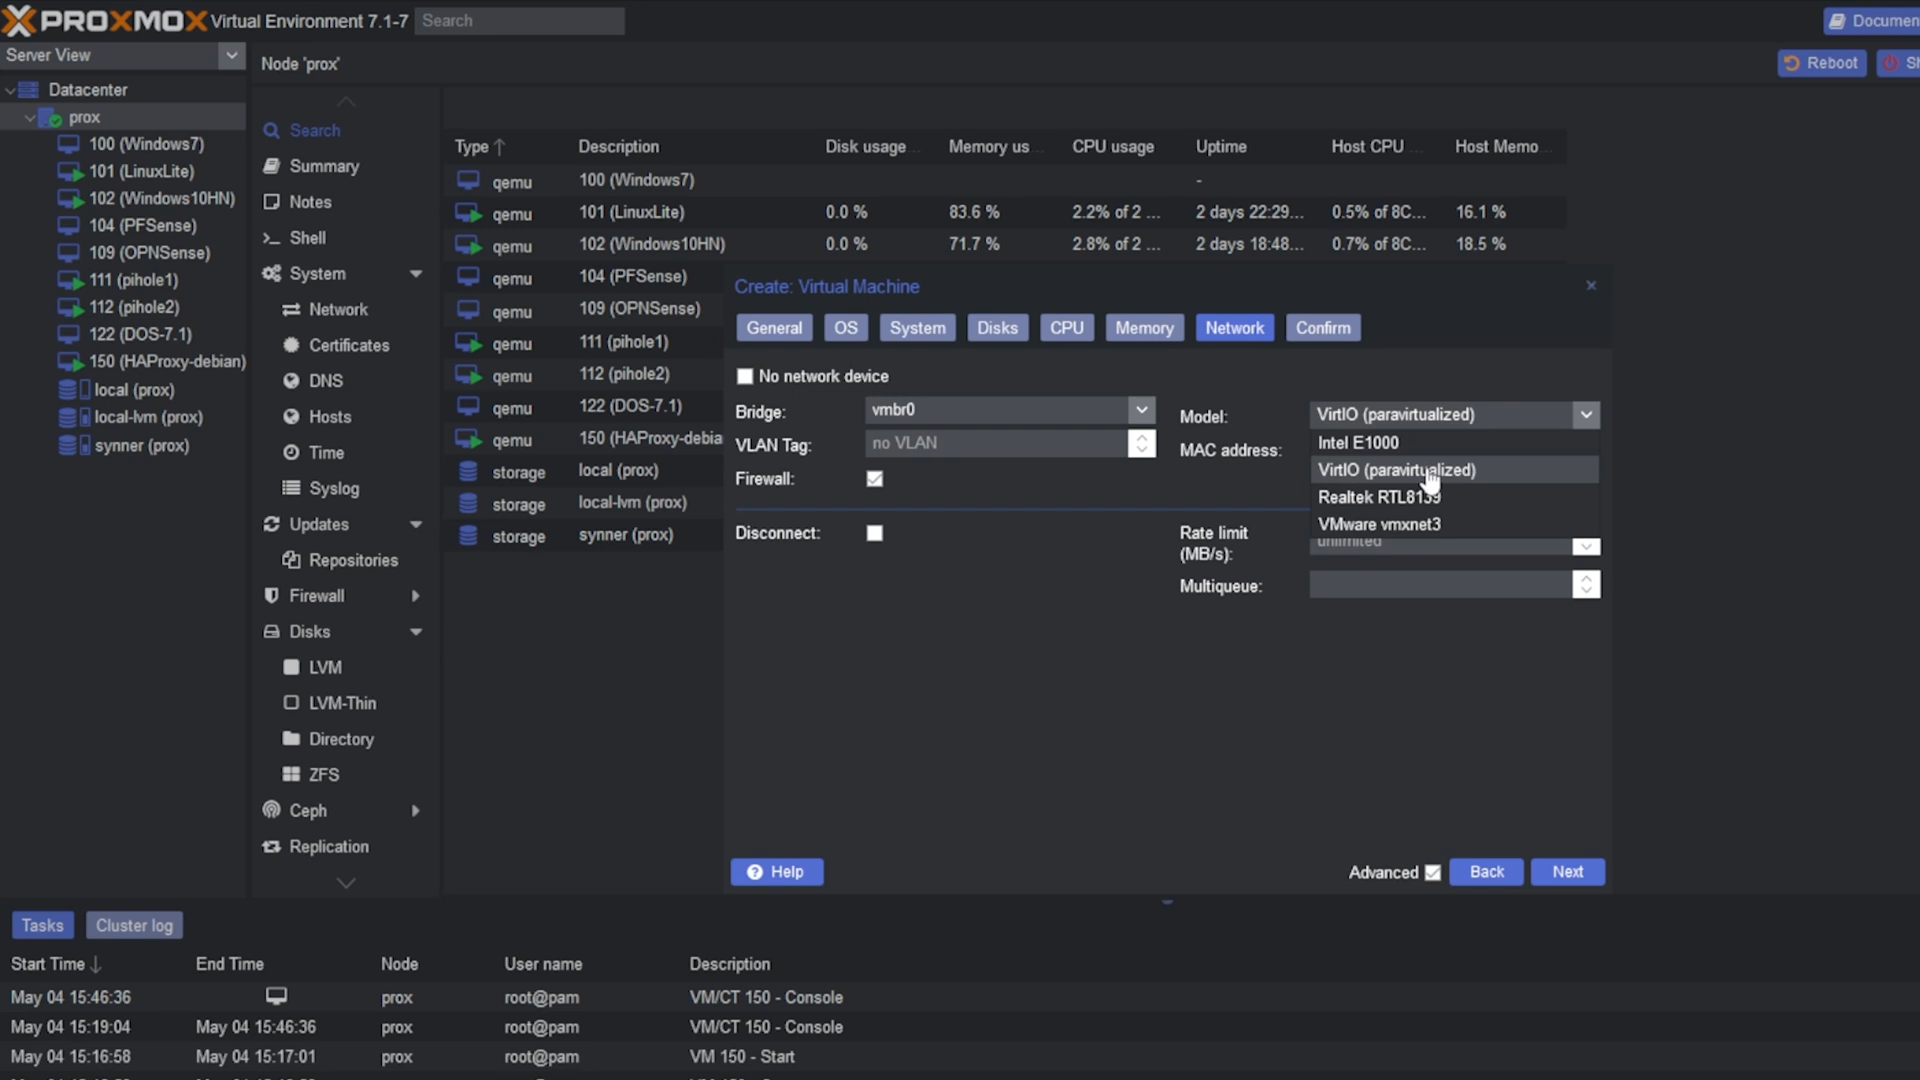 PROXMOX Virtual Environment 7.1-7
Search
Documen
Server View
Node 'prox'
Reboot
Sh
Datacenter
prox
100 (Windows7)
101 (LinuxLite)
102 (Windows10HN)
104 (PFSense)
109 (OPNSense)
111 (pihole1)
112 (pihole2)
122 (DOS-7.1)
150 (HAProxy-debian)
local (prox)
local-lvm (prox)
synner (prox)
Search
Summary
Notes
Shell
System
Network
Certificates
DNS
Hosts
Time
Syslog
Updates
Repositories
Firewall
Disks
LVM
LVM-Thin
Directory
ZFS
Ceph
Replication
Type Description Disk usage... Memory us... CPU usage Uptime Host CPU ... Host Memo...
qemu 100 (Windows7) -
qemu 101 (LinuxLite) 0.0 % 83.6 % 2.2% of 2 ... 2 days 22:29... 0.5% of 8C... 16.1 %
qemu 102 (Windows10HN) 0.0 % 71.7 % 2.8% of 2 ... 2 days 18:48... 0.7% of 8C... 18.5 %
qemu 104 (PFSense)
qemu 109 (OPNSense)
qemu 111 (pihole1)
qemu 112 (pihole2)
qemu 122 (DOS-7.1)
qemu 150 (HAProxy-debia
storage local (prox)
storage local-lvm (prox)
storage synner (prox)
Create: Virtual Machine
General OS System Disks CPU Memory Network Confirm
No network device
Bridge: vmbr0
VLAN Tag: no VLAN
Firewall:
Disconnect:
Model: VirtIO (paravirtualized)
MAC address:
Intel E1000
VirtIO (paravirtualized)
Realtek RTL8139
VMware vmxnet3
Rate limit (MB/s): unlimited
Multiqueue:
Help
Advanced
Back
Next
Tasks
Cluster log
Start Time End Time Node User name Description
May 04 15:46:36 prox root@pam VM/CT 150 - Console
May 04 15:19:04 May 04 15:46:36 prox root@pam VM/CT 150 - Console
May 04 15:16:58 May 04 15:17:01 prox root@pam VM 150 - Start